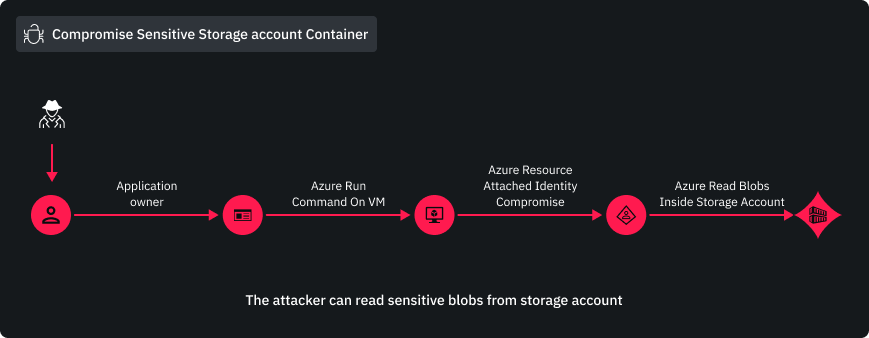 Compromise Sensitive Storage account Container
Application
owner
Azure Run
Command On VM
Azure Resource
Attached Identity
Compromise
Azure Read Blobs
Inside Storage Account
The attacker can read sensitive blobs from storage account